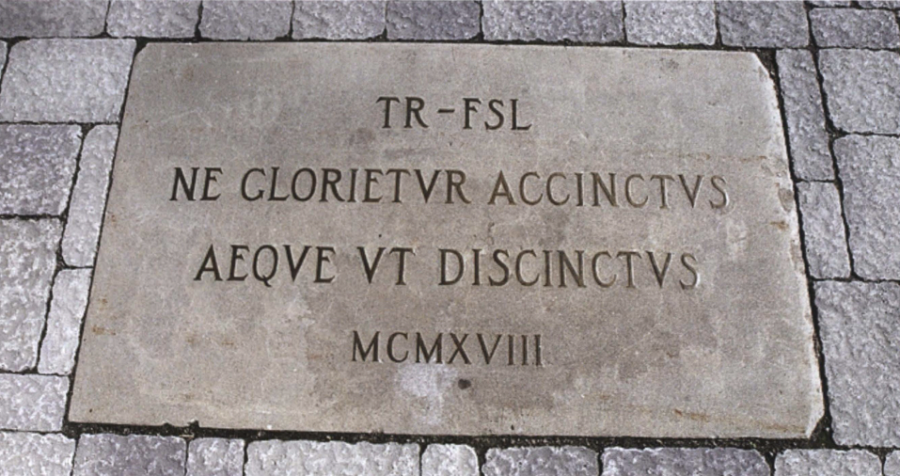 TR-FSL
NE GLORIETVR ACCINCTVS
AEQVE VT DISCINCTVS
MCMXVIII